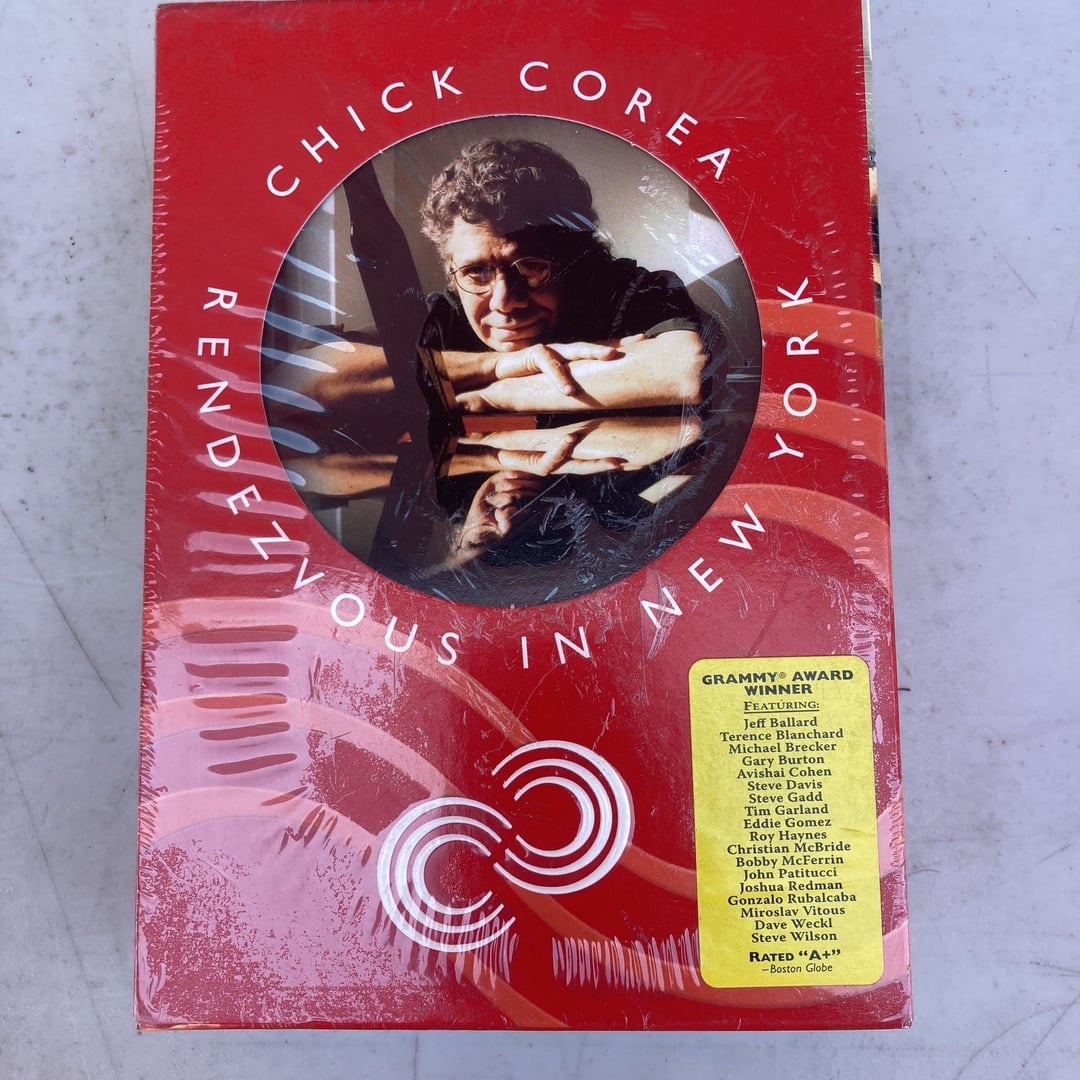 CHICK COREA
RENDEZVOUS IN NEW YORK
GRAMMY® AWARD
WINNER
FEATURING:
Jeff Ballard
Terence Blanchard
Michael Brecker
Gary Burton
Avishai Cohen
Steve Davis
Steve Gadd
Tim Garland
Eddie Gomez
Roy Haynes
Christian McBride
Bobby McFerrin
John Patitucci
Joshua Redman
Gonzalo Rubalcaba
Miroslav Vitous
Dave Weckl
Steve Wilson
RATED “A+”
–Boston Globe